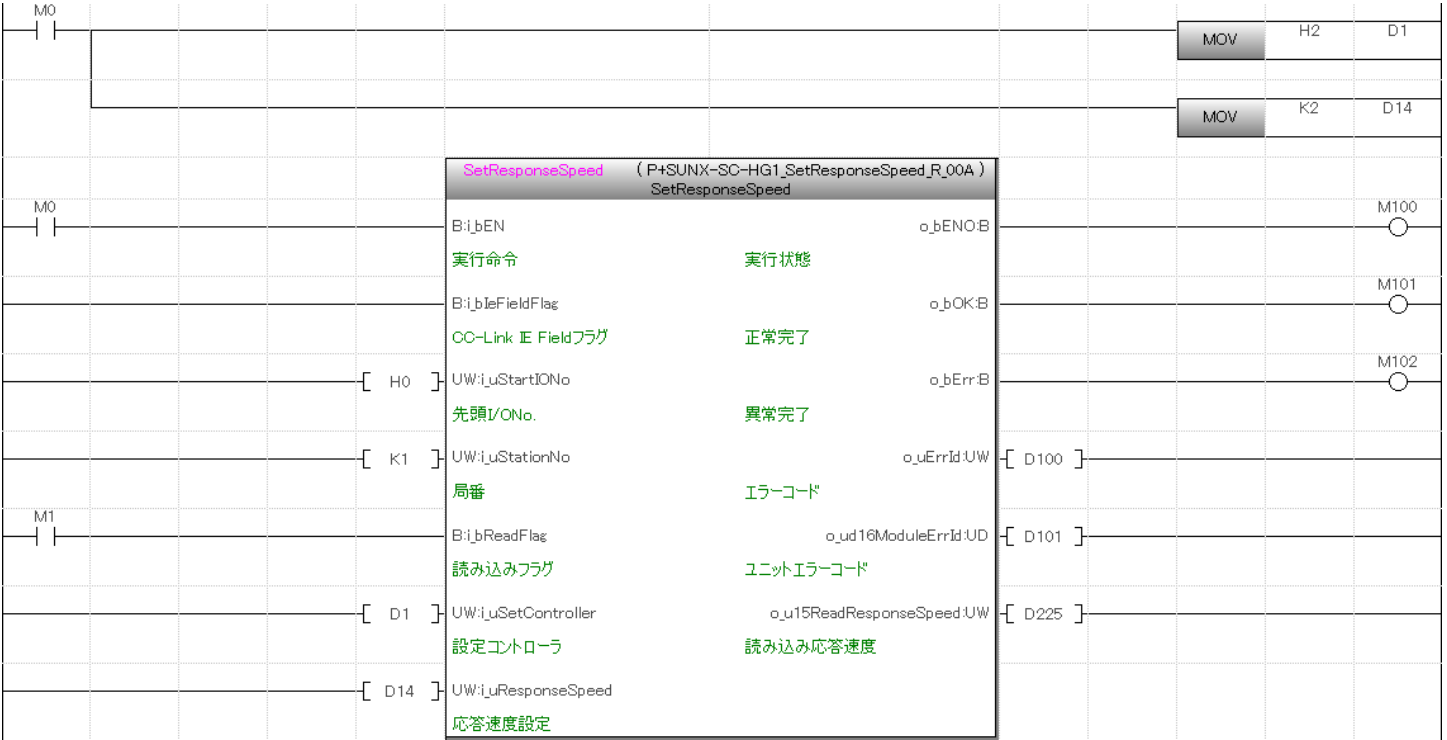 M0
MOV H2 D1
MOV K2 D14
SetResponseSpeed (P+SUNX-SC-HG1_SetResponseSpeed_R_00A)
SetResponseSpeed
M0 M100
B:i_bEN o_bENO:B
実行命令 実行状態
M101
B:i_bIeFieldFlag o_bOK:B
CC-Link IE Fieldフラグ 正常完了
M102
H0 UW:i_uStartIONo o_bErr:B
先頭I/ONo. 異常完了
K1 UW:i_uStationNo o_uErrId:UW D100
局番 エラーコード
M1
B:i_bReadFlag o_ud16ModuleErrId:UD D101
読み込みフラグ ユニットエラーコード
D1 UW:i_uSetController o_u15ReadResponseSpeed:UW D225
設定コントローラ 読み込み応答速度
D14 UW:i_uResponseSpeed
応答速度設定